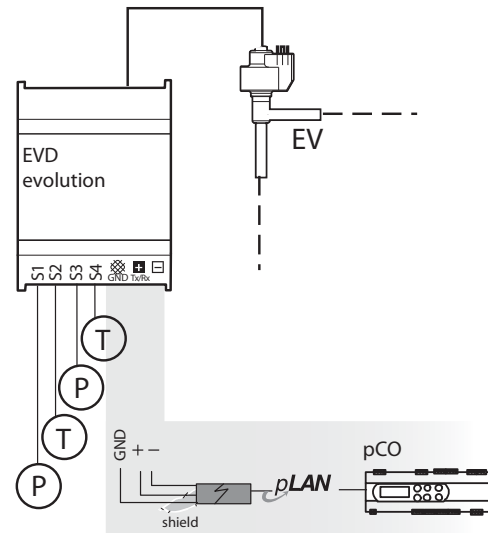 EV
EVD
evolution
S1
S2
S3
S4
GND
Tx/Rx
T
P
T
P
GND
+
−
shield
pLAN
pCO